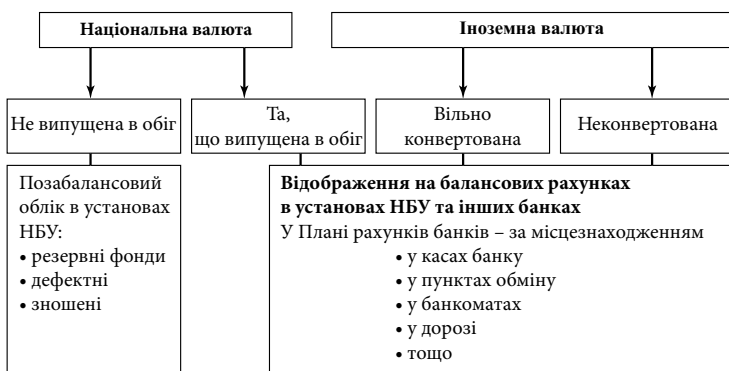 Національна валюта
Іноземна валюта
Не випущена в обіг
Та,
що випущена в обіг
Вільно
конвертована
Неконвертована
Позабалансовий
облік в установах
НБУ:
• резервні фонди
• дефектні
• зношені
Відображення на балансових рахунках
в установах НБУ та інших банках
У Плані рахунків банків – за місцезнаходженням
• у касах банку
• у пунктах обміну
• у банкоматах
• у дорозі
• тощо